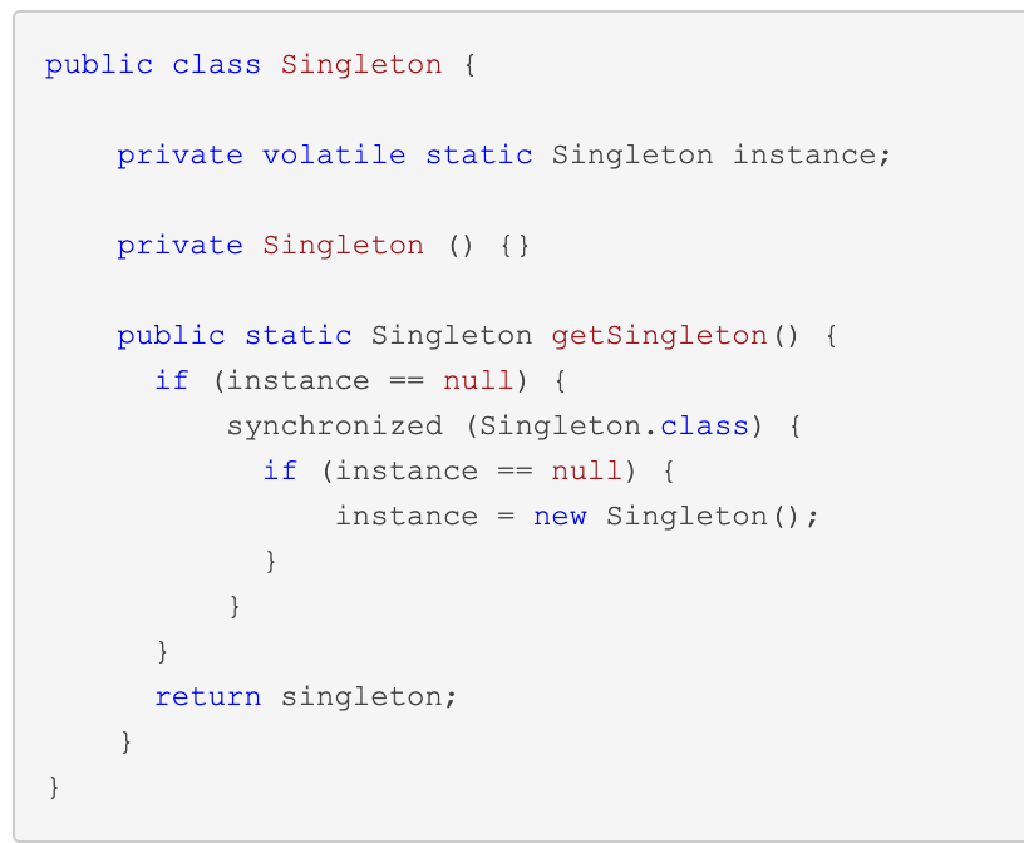 public class Singleton {
private volatile static Singleton instance;
private Singleton () {}
public static Singleton getSingleton() {
if (instance == null) {
synchronized (Singleton.class) {
if (instance == null) {
instance = new Singleton();
}
}
}
return singleton;
}
}